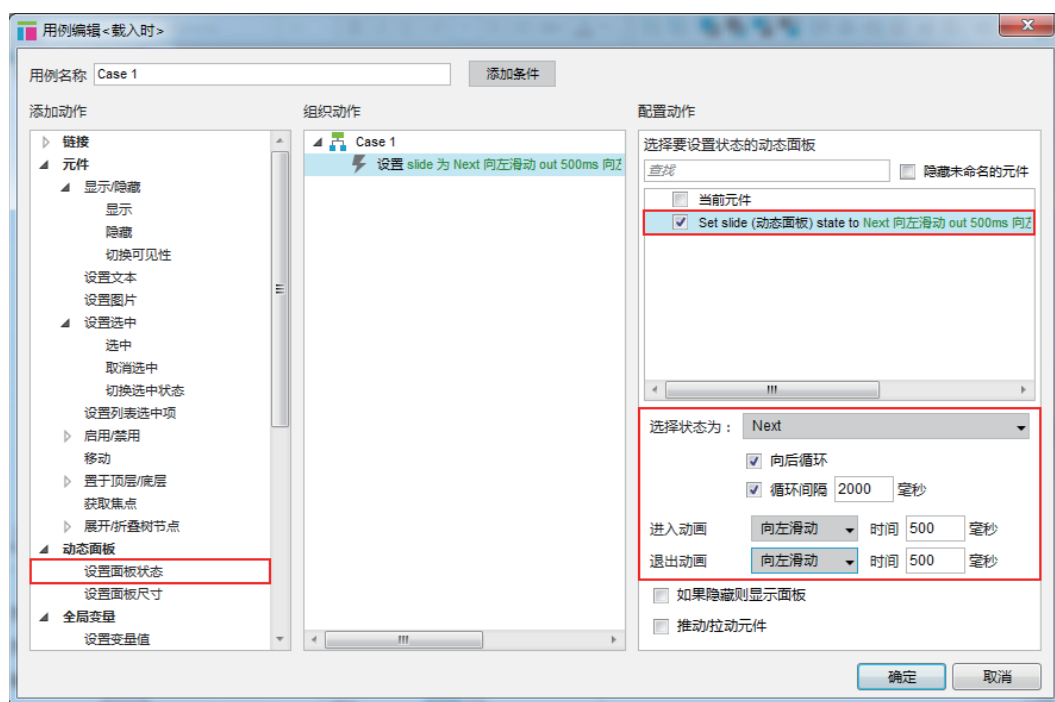 用例编辑<载入时>
用例名称 Case 1 添加条件
添加动作 组织动作 配置动作
链接
元件
显示/隐藏
显示
隐藏
切换可见性
设置文本
设置图片
设置选中
选中
取消选中
切换选中状态
设置列表选中项
启用/禁用
移动
置于顶层/底层
获取焦点
展开/折叠树节点
动态面板
设置面板状态
设置面板尺寸
全局变量
设置变量值
Case 1
设置 slide 为 Next 向左滑动 out 500ms 向左
选择要设置状态的动态面板
查找 隐藏未命名的元件
当前元件
Set slide (动态面板) state to Next 向左滑动 out 500ms 向左
选择状态为： Next
向后循环
循环间隔 2000 毫秒
进入动画 向左滑动 时间 500 毫秒
退出动画 向左滑动 时间 500 毫秒
如果隐藏则显示面板
推动/拉动元件
确定 取消